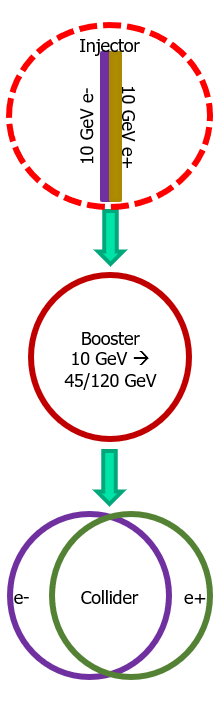 Injector
10 GeV e-
10 GeV e+
Booster
10 GeV →
45/120 GeV
e-
Collider
e+